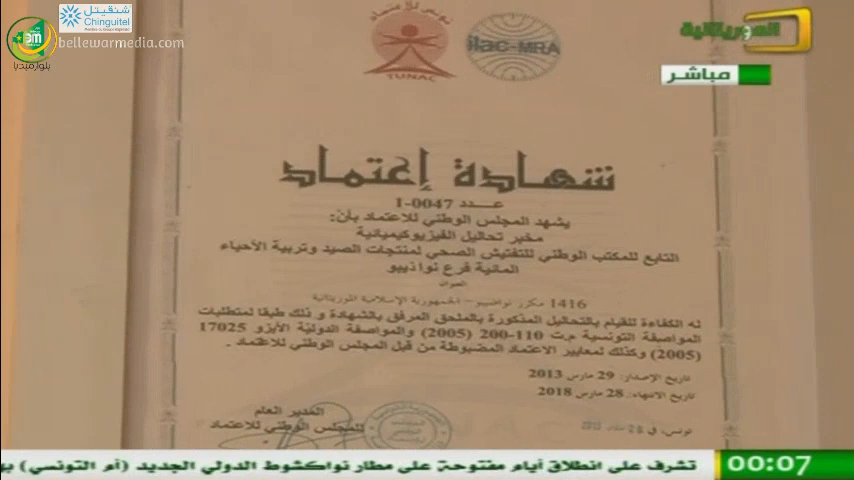 شنقيتل
Chinguitel
bellewarmedia.com
بلوارميديا
الموريتانية
مباشر
تونس للاعتماد
TUNAC
ilac-MRA
شهادة إعتماد
عدد 0047-1
يشهد المجلس الوطني للاعتماد بأن:
مخبر تحاليل الفيزيوكيميائية
التابع للمكتب الوطني للتفتيش الصحي لمنتجات الصيد وتربية الأحياء
المائية فرع نواذيبو
العنوان
1416 مكرر نواضيبو - الجمهورية الإسلامية الموريتانية
له الكفاءة للقيام بالتحاليل المذكورة بالملحق المرفق بالشهادة و ذلك طبقا لمتطلبات
المواصفة التونسية م.ت 110-200 (2005) والمواصفة الدولية الأيزو 17025
(2005) وكذلك لمعايير الاعتماد المضبوطة من قبل المجلس الوطني للاعتماد .
تاريخ الإصدار: 29 مارس 2013
تاريخ الانتهاء: 28 مارس 2018
تونس، في
المدير العام
للمجلس الوطني للاعتماد
تشرف على انطلاق أيام مفتوحة على مطار نواكشوط الدولي الجديد (أم التونسي)
00:07